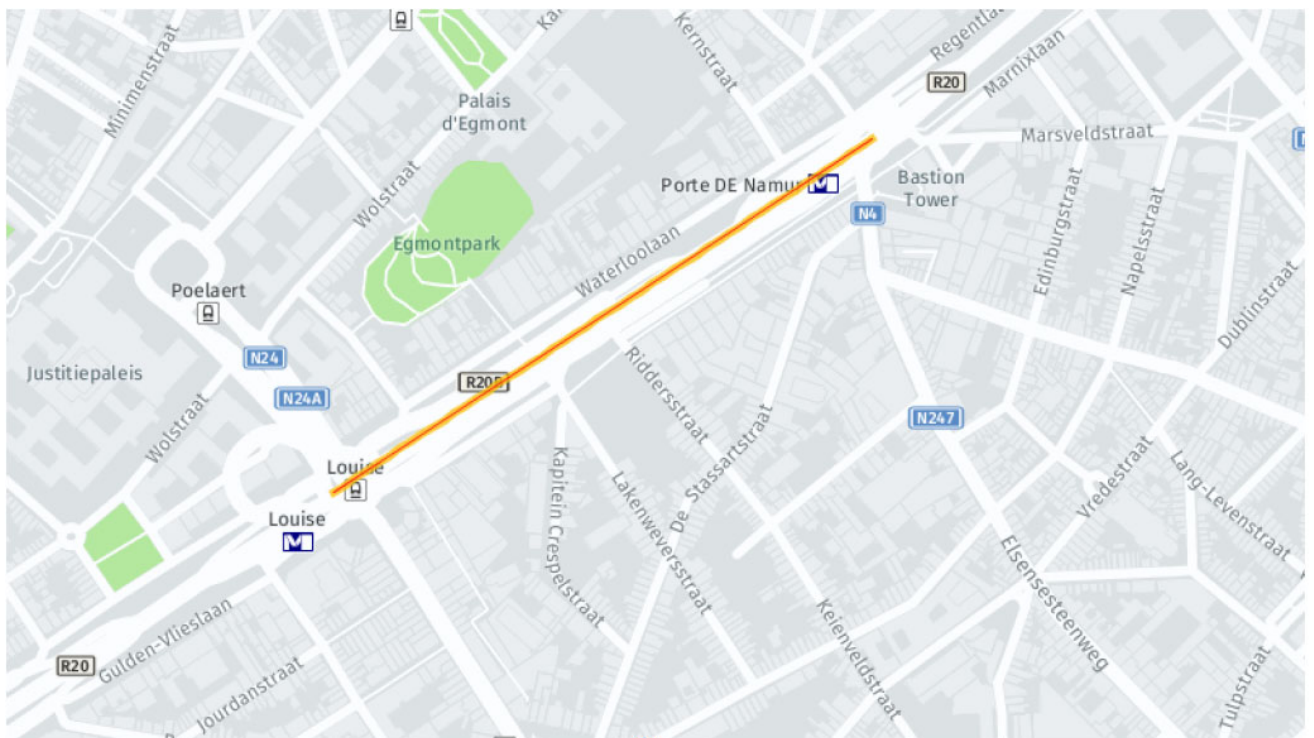 Minimenstraat
Kernstraat
Regentlaan
Marnixlaan
R20
Palais
d'Egmont
Marsveldstraat
Wolstraat
Porte DE Namur
Bastion
Tower
N4
Egmontpark
Waterloolaan
Edinburgstraat
Napelsstraat
Dublinstraat
Poelaert
N24
Justitiepaleis
N24A
R20
Riddersstraat
N247
Wolstraat
De Stassartstraat
Louise
Kapitein Crespelstraat
Lakenweversstraat
Vredestraat
Lang-Levenstraat
Louise
Elsensesteenweg
Keienveldstraat
Gulden-Vlieslaan
R20
Jourdanstraat
Tulpstraat